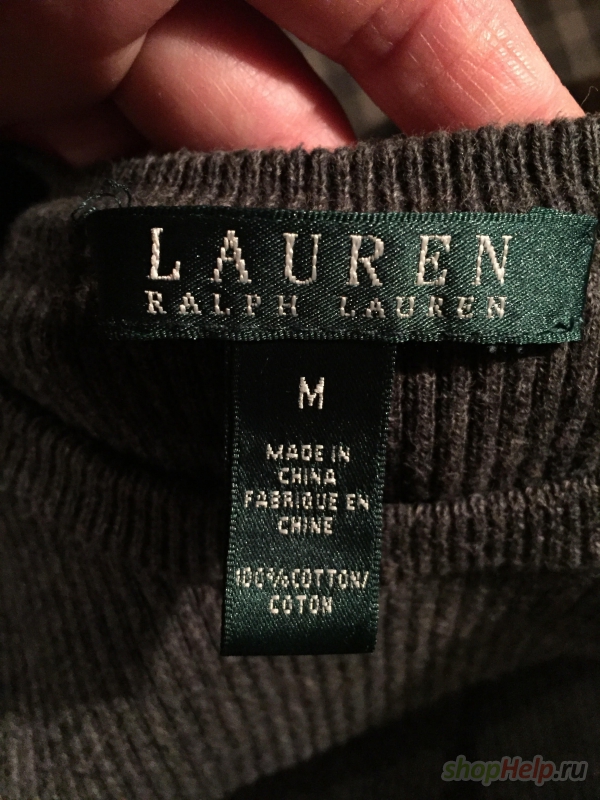 LAUREN
RALPH LAUREN
M
MADE IN
CHINA
FABRIQUE EN
CHINE
100%COTTON/
COTON
shopHelp.ru